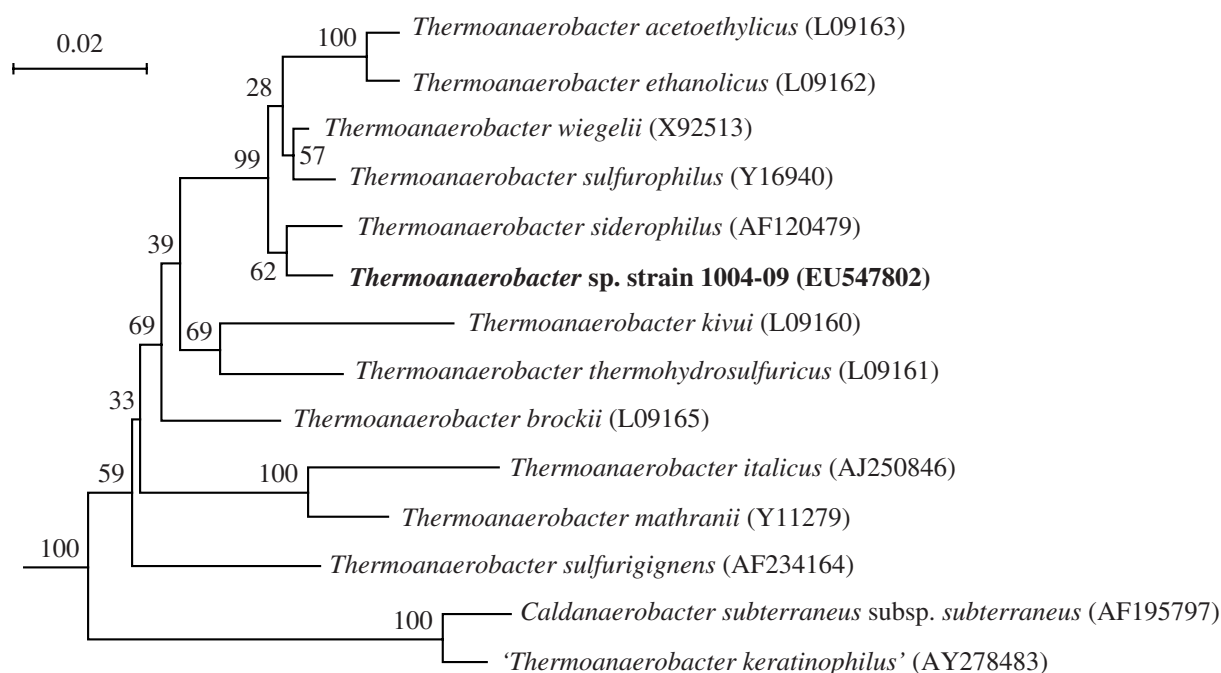 0.02
100
Thermoanaerobacter acetoethylicus (L09163)
Thermoanaerobacter ethanolicus (L09162)
28
Thermoanaerobacter wiegelii (X92513)
57
99
Thermoanaerobacter sulfurophilus (Y16940)
Thermoanaerobacter siderophilus (AF120479)
39
62
Thermoanaerobacter sp. strain 1004-09 (EU547802)
69
69
Thermoanaerobacter kivui (L09160)
Thermoanaerobacter thermohydrosulfuricus (L09161)
33
Thermoanaerobacter brockii (L09165)
59
100
Thermoanaerobacter italicus (AJ250846)
Thermoanaerobacter mathranii (Y11279)
100
Thermoanaerobacter sulfurigignens (AF234164)
100
Caldanaerobacter subterraneus subsp. subterraneus (AF195797)
‘Thermoanaerobacter keratinophilus’ (AY278483)